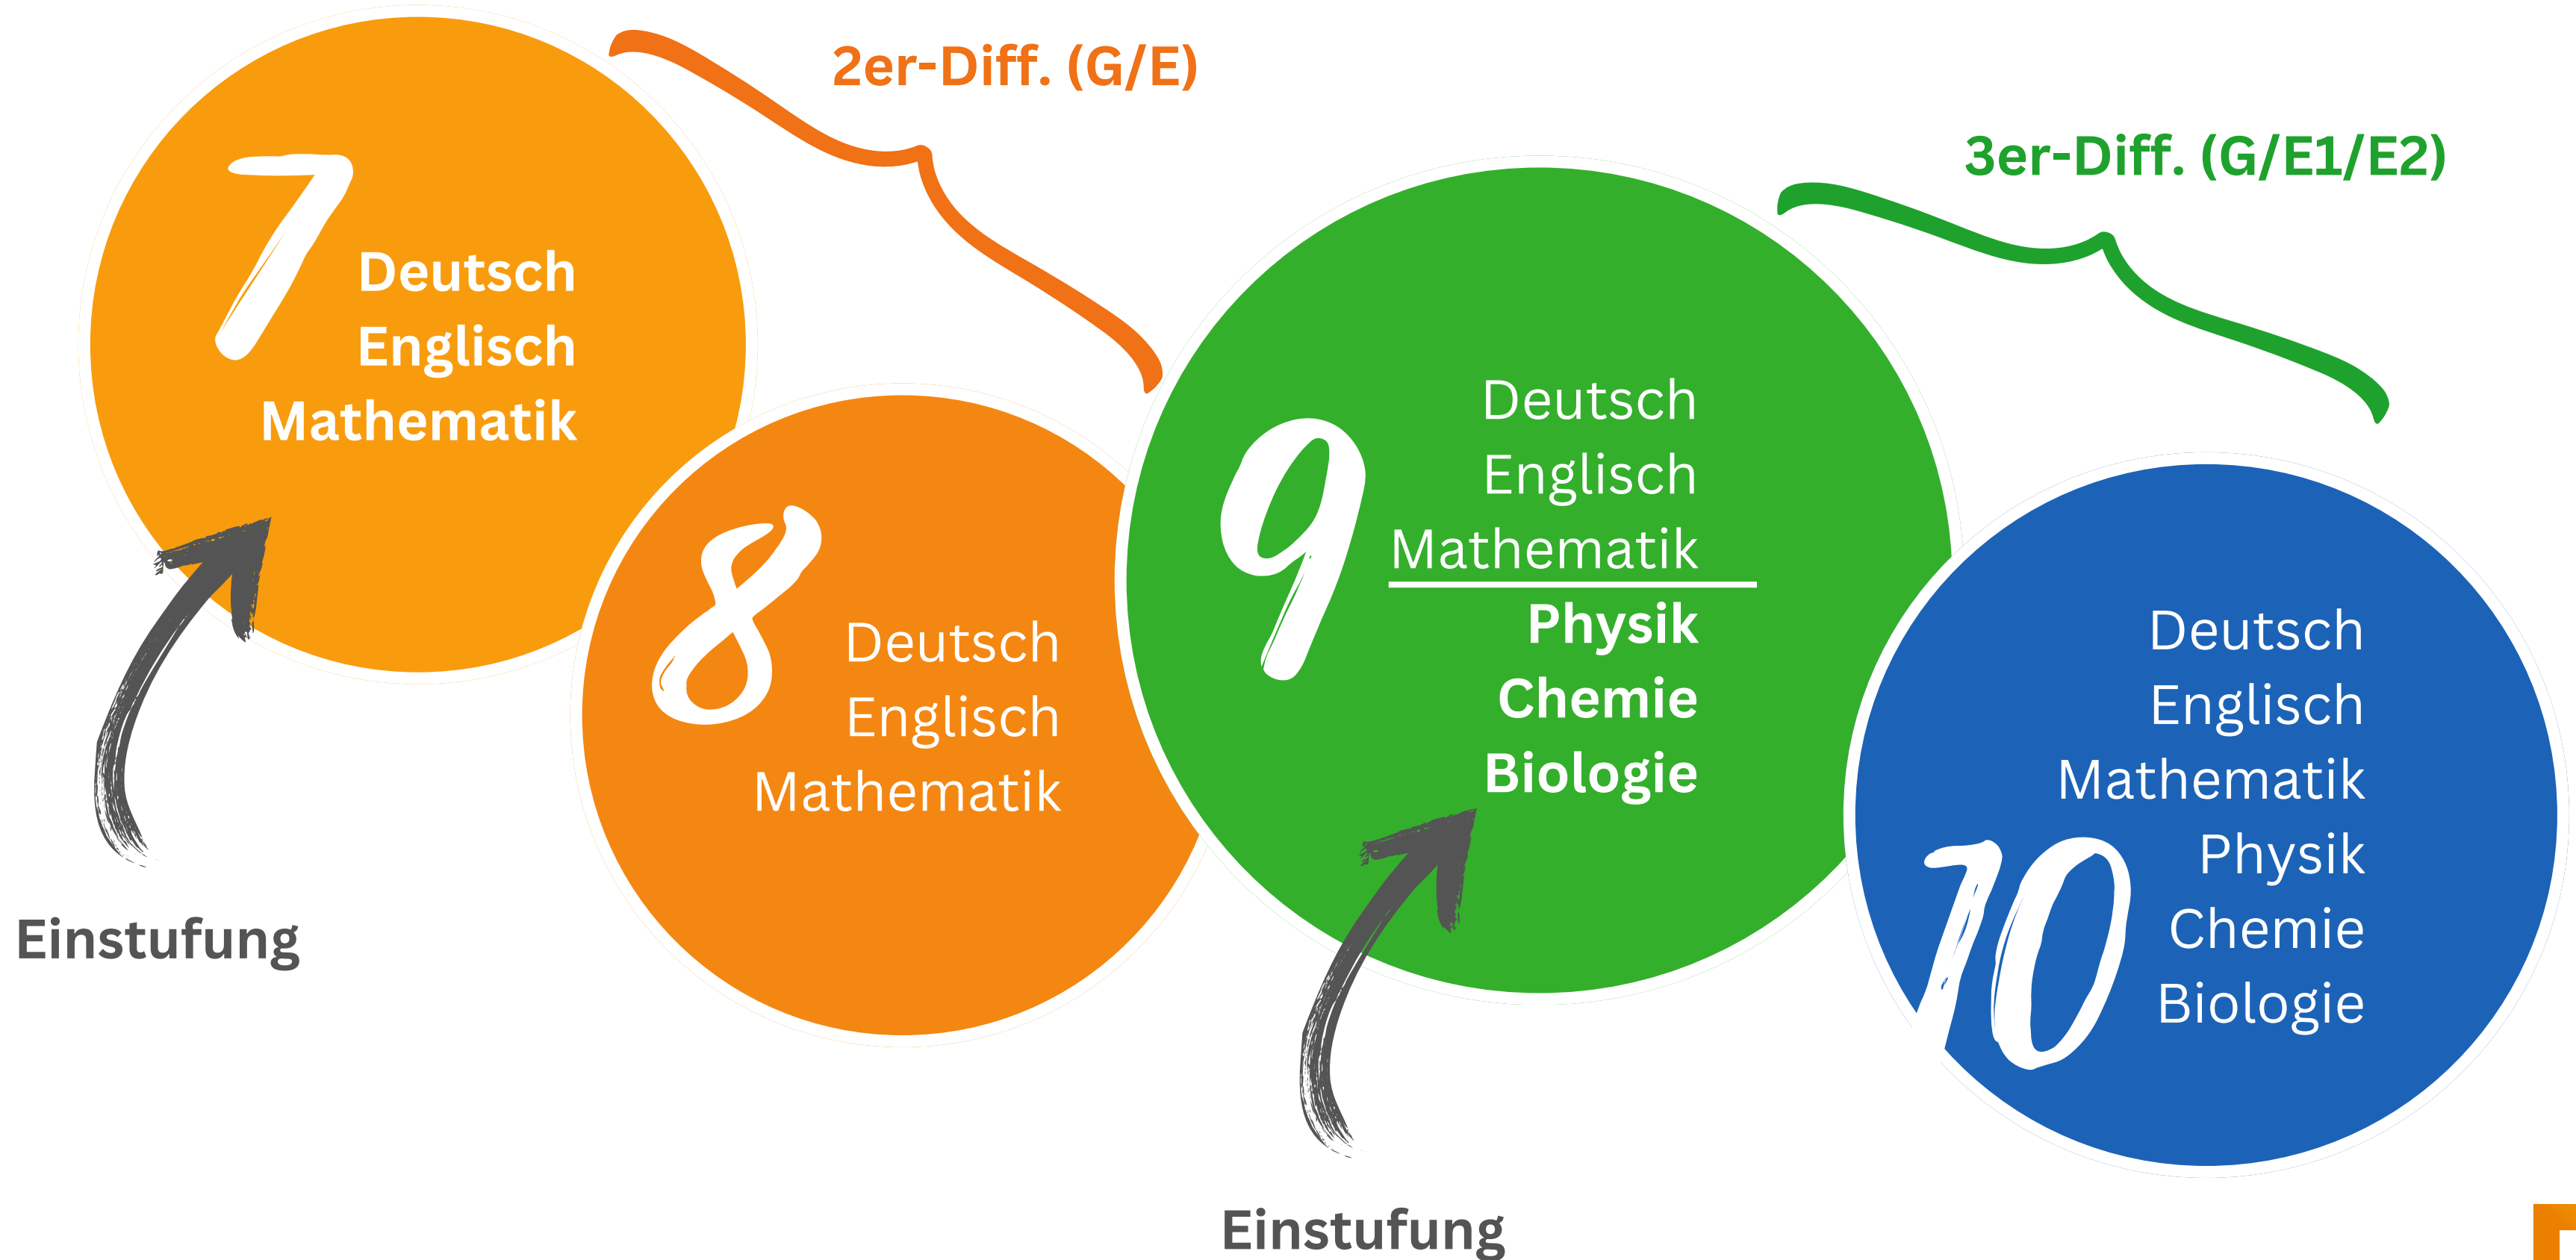 2er-Diff. (G/E)
3er-Diff. (G/E1/E2)
7
Deutsch
Englisch
Mathematik
Einstufung
8
Deutsch
Englisch
Mathematik
9
Deutsch
Englisch
Mathematik
Physik
Chemie
Biologie
Einstufung
10
Deutsch
Englisch
Mathematik
Physik
Chemie
Biologie